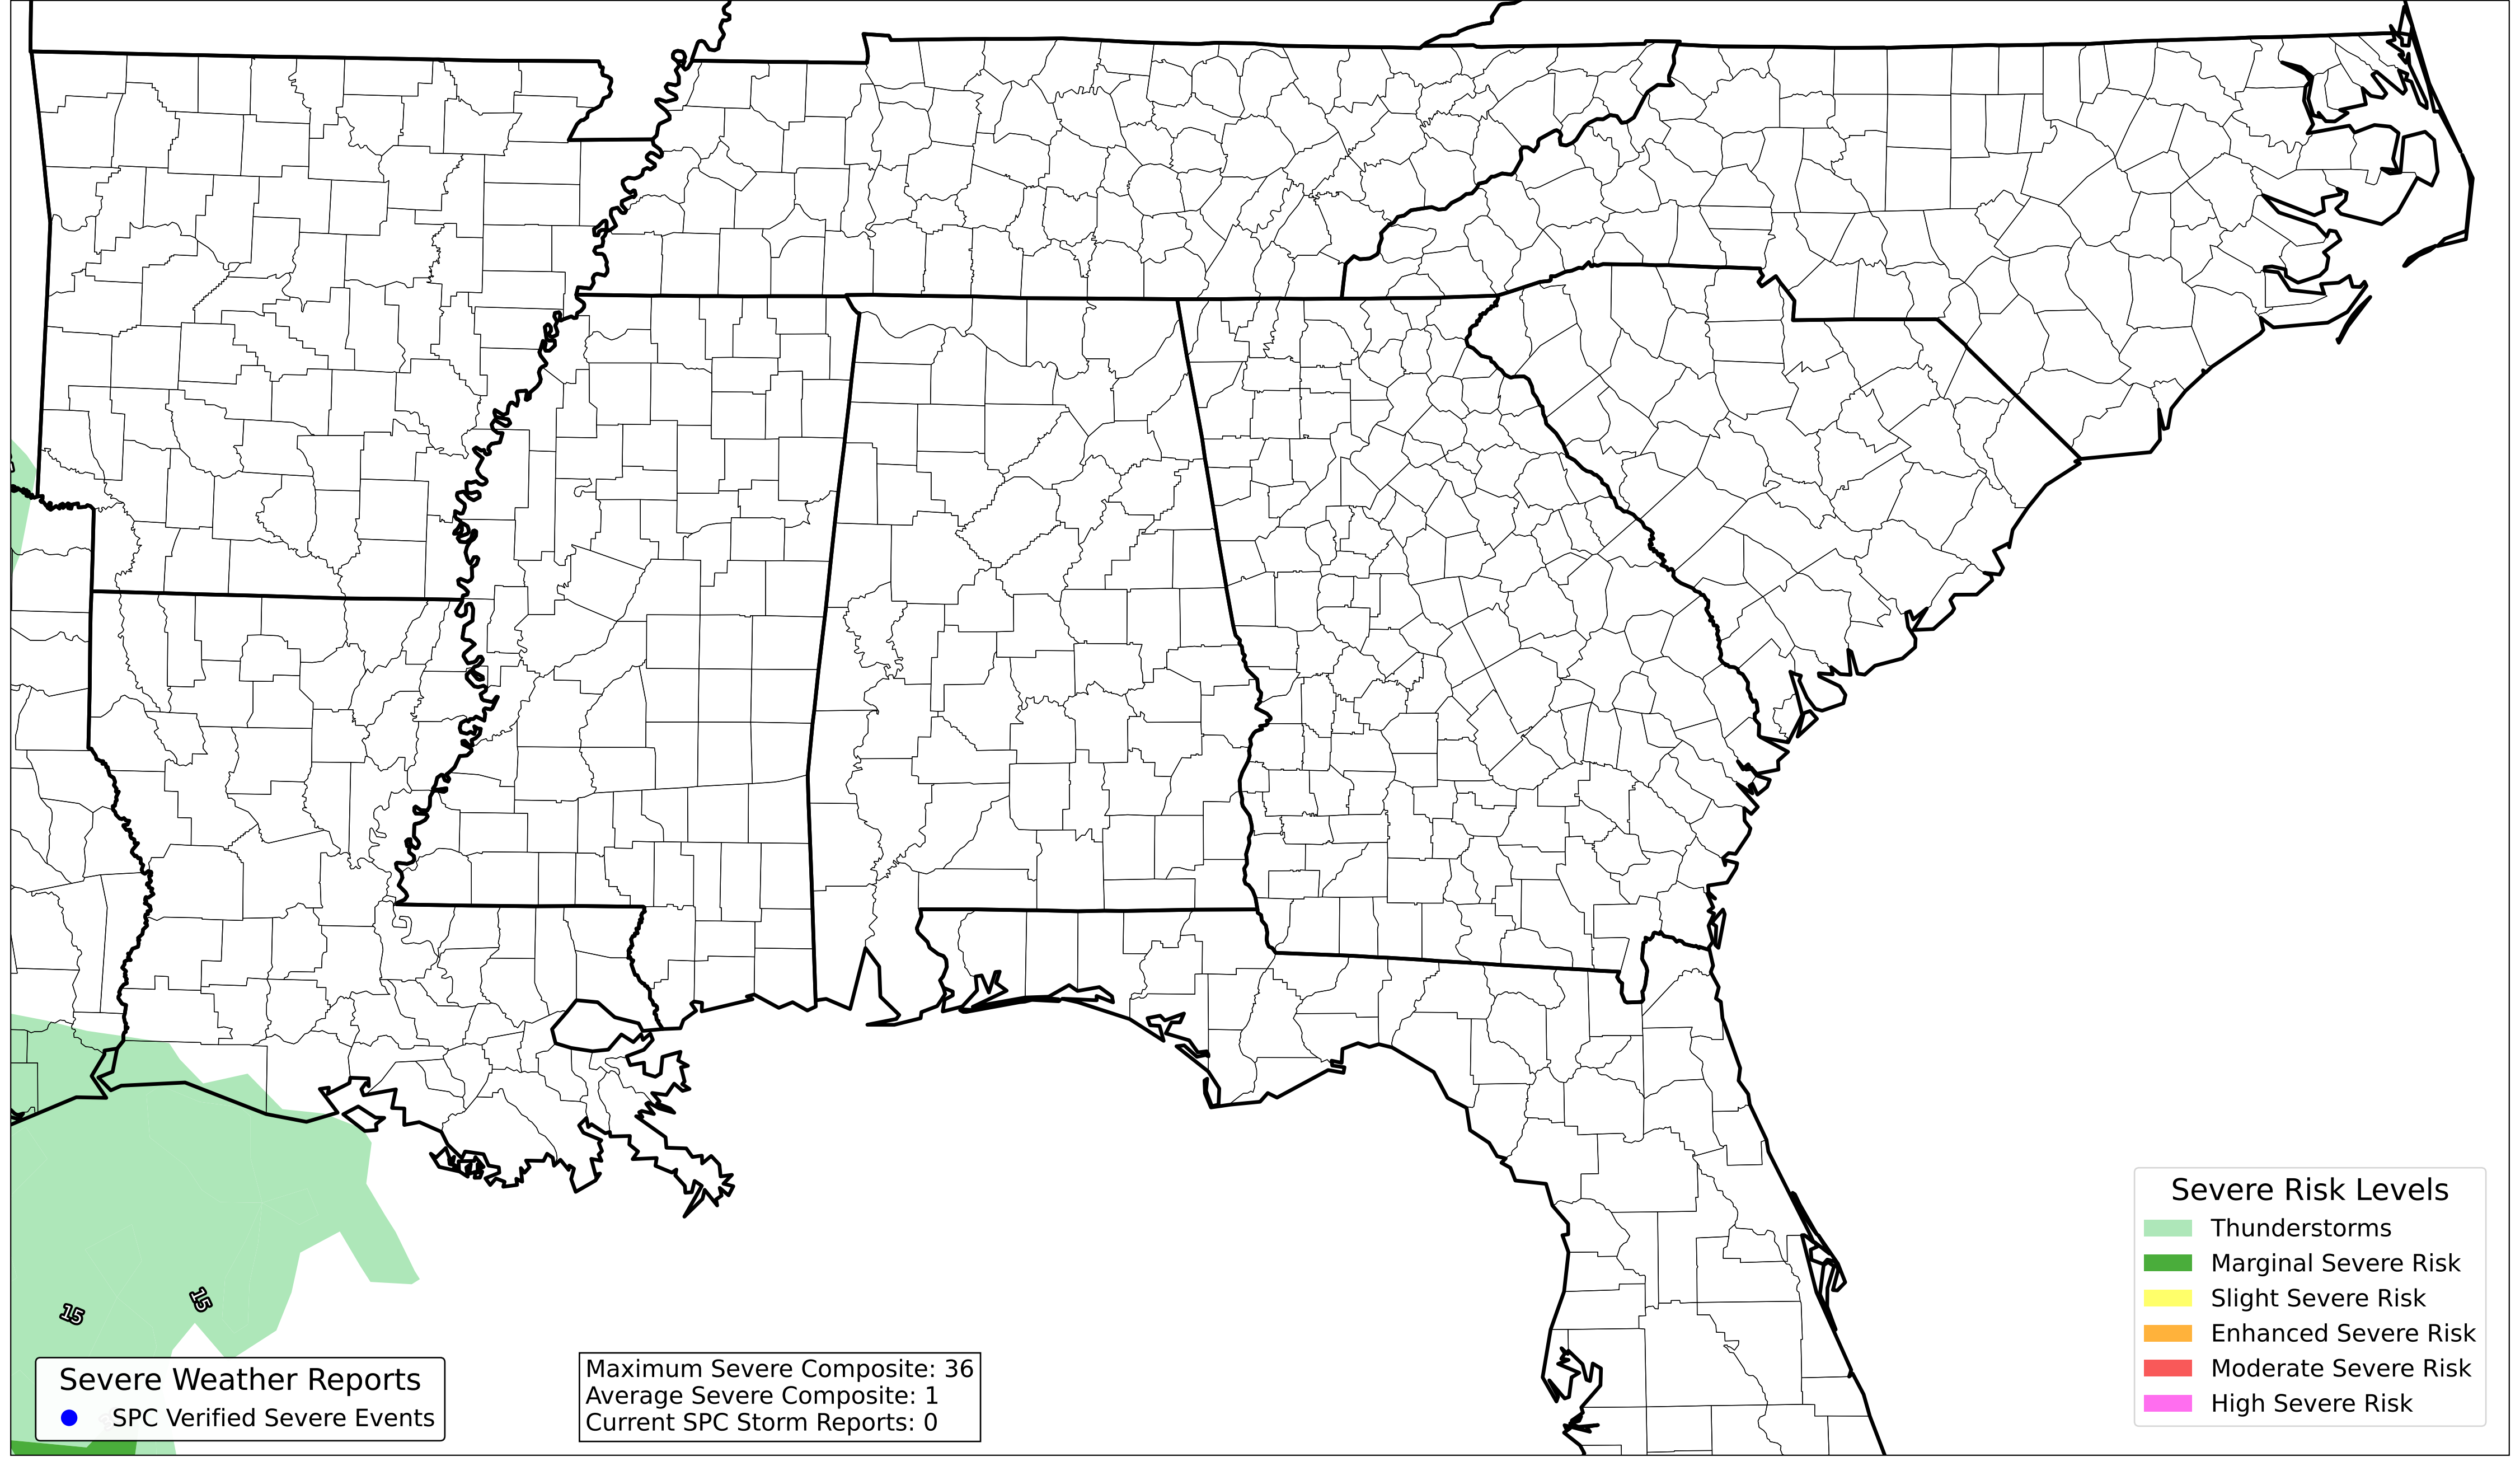 15
15
Severe Weather Reports
SPC Verified Severe Events
Maximum Severe Composite: 36
Average Severe Composite: 1
Current SPC Storm Reports: 0
Severe Risk Levels
Thunderstorms
Marginal Severe Risk
Slight Severe Risk
Enhanced Severe Risk
Moderate Severe Risk
High Severe Risk